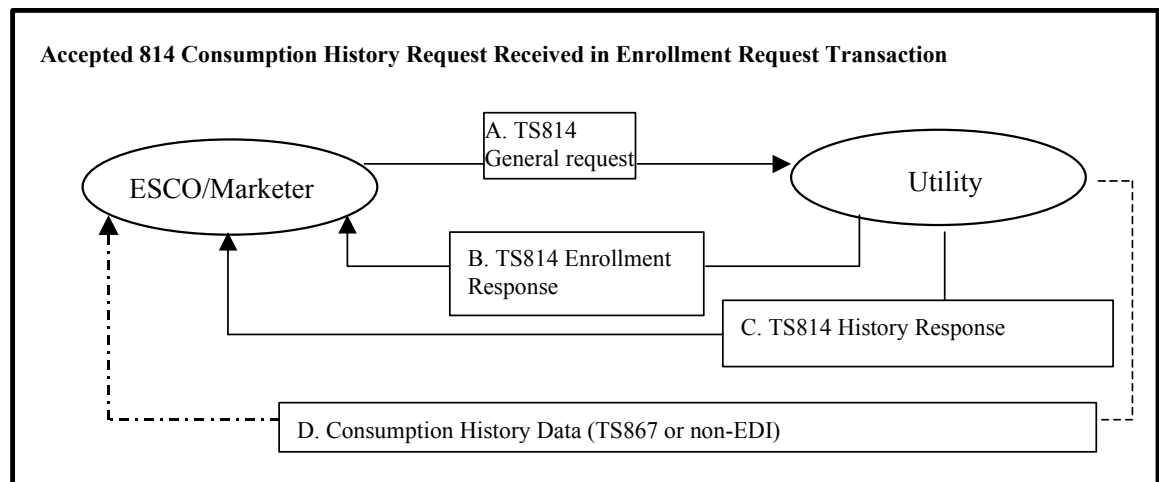 Accepted 814 Consumption History Request Received in Enrollment Request Transaction
A. TS814
General request
ESCO/Marketer
Utility
B. TS814 Enrollment
Response
C. TS814 History Response
D. Consumption History Data (TS867 or non-EDI)